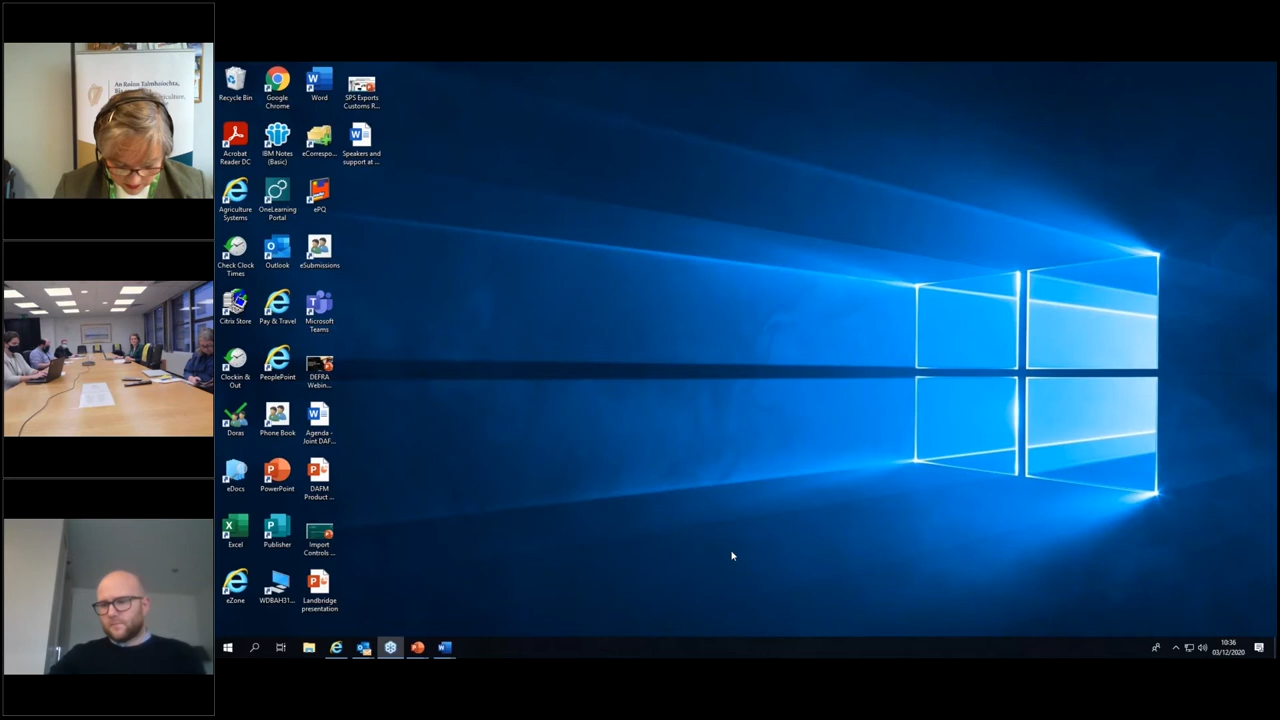 An Roinn Talmhaíochta,
Recycle Bin
Google
Chrome
Word
SPS Exports
Customs R...
Acrobat
Reader DC
IBM Notes
(Basic)
eCorrespo...
Speakers and
support at ...
Agriculture
Systems
OneLearning
Portal
ePQ
Check Clock
Times
Outlook
eSubmissions
Citrix Store
Pay & Travel
Microsoft
Teams
Clockin &
Out
PeoplePoint
DEFRA
Webin...
Doras
Phone Book
Agenda -
Joint DAF...
eDocs
PowerPoint
DAFM
Product ...
Excel
Publisher
Import
Controls ...
eZone
WDBAH31...
Landbridge
presentation
10:36
03/12/2020